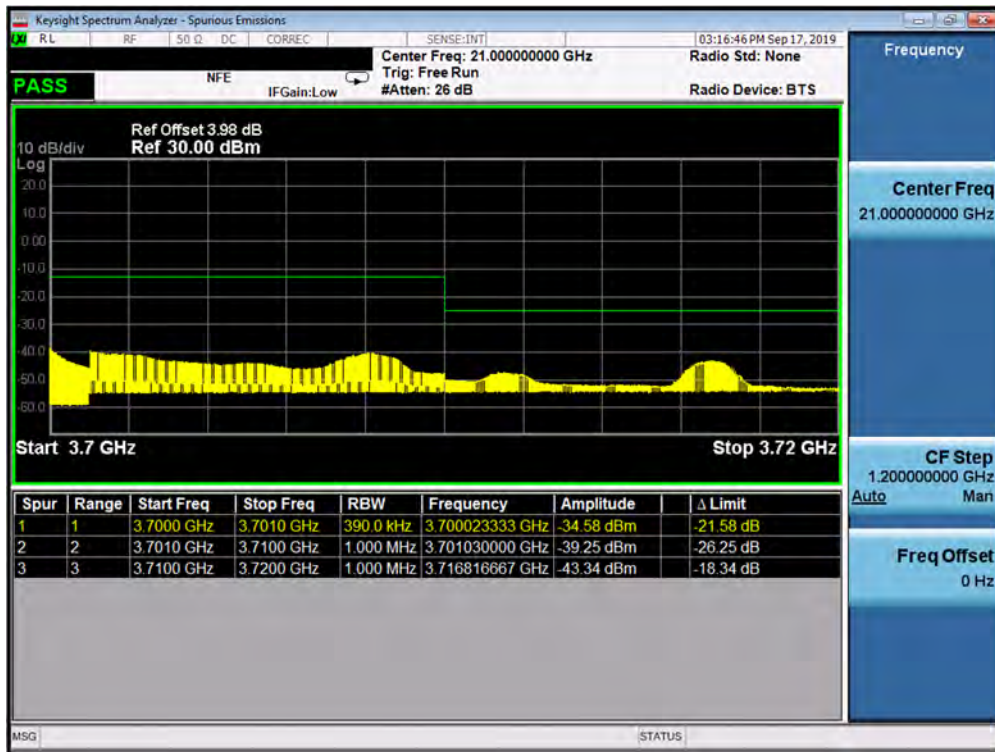 Keysight Spectrum Analyzer - Spurious Emissions
LXI RL RF 50 Ω DC CORREC SENSE:INT 03:16:46 PM Sep 17, 2019
Center Freq: 21.000000000 GHz Radio Std: None
PASS NFE Trig: Free Run
IFGain:Low #Atten: 26 dB Radio Device: BTS
Ref Offset 3.98 dB
10 dB/div Ref 30.00 dBm
Log
20.0
10.0
0.00
-10.0
-20.0
-30.0
-40.0
-50.0
-60.0
Start 3.7 GHz Stop 3.72 GHz
Spur Range Start Freq Stop Freq RBW Frequency Amplitude Δ Limit
1 1 3.7000 GHz 3.7010 GHz 390.0 kHz 3.700023333 GHz -34.58 dBm -21.58 dB
2 2 3.7010 GHz 3.7100 GHz 1.000 MHz 3.701030000 GHz -39.25 dBm -26.25 dB
3 3 3.7100 GHz 3.7200 GHz 1.000 MHz 3.716816667 GHz -43.34 dBm -18.34 dB
MSG STATUS
Frequency
Center Freq
21.000000000 GHz
CF Step
1.200000000 GHz
Auto Man
Freq Offset
0 Hz